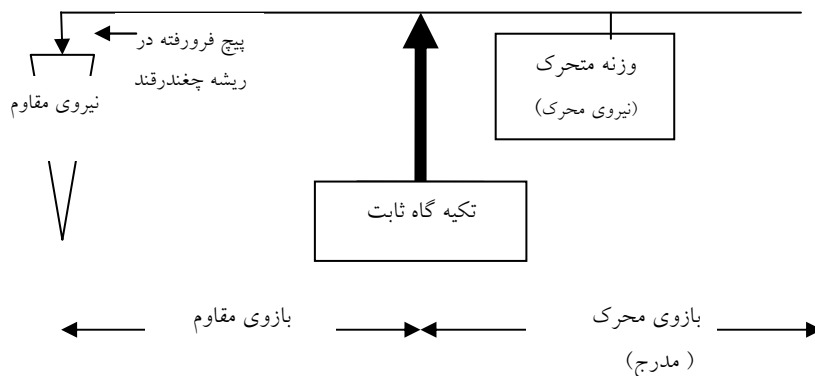 پیچ فرورفته در
ریشه چغندرقند
نیروی مقاوم
وزنه متحرک
(نیروی محرک)
تکیه گاه ثابت
بازوی محرک
( مدرج)
بازوی مقاوم